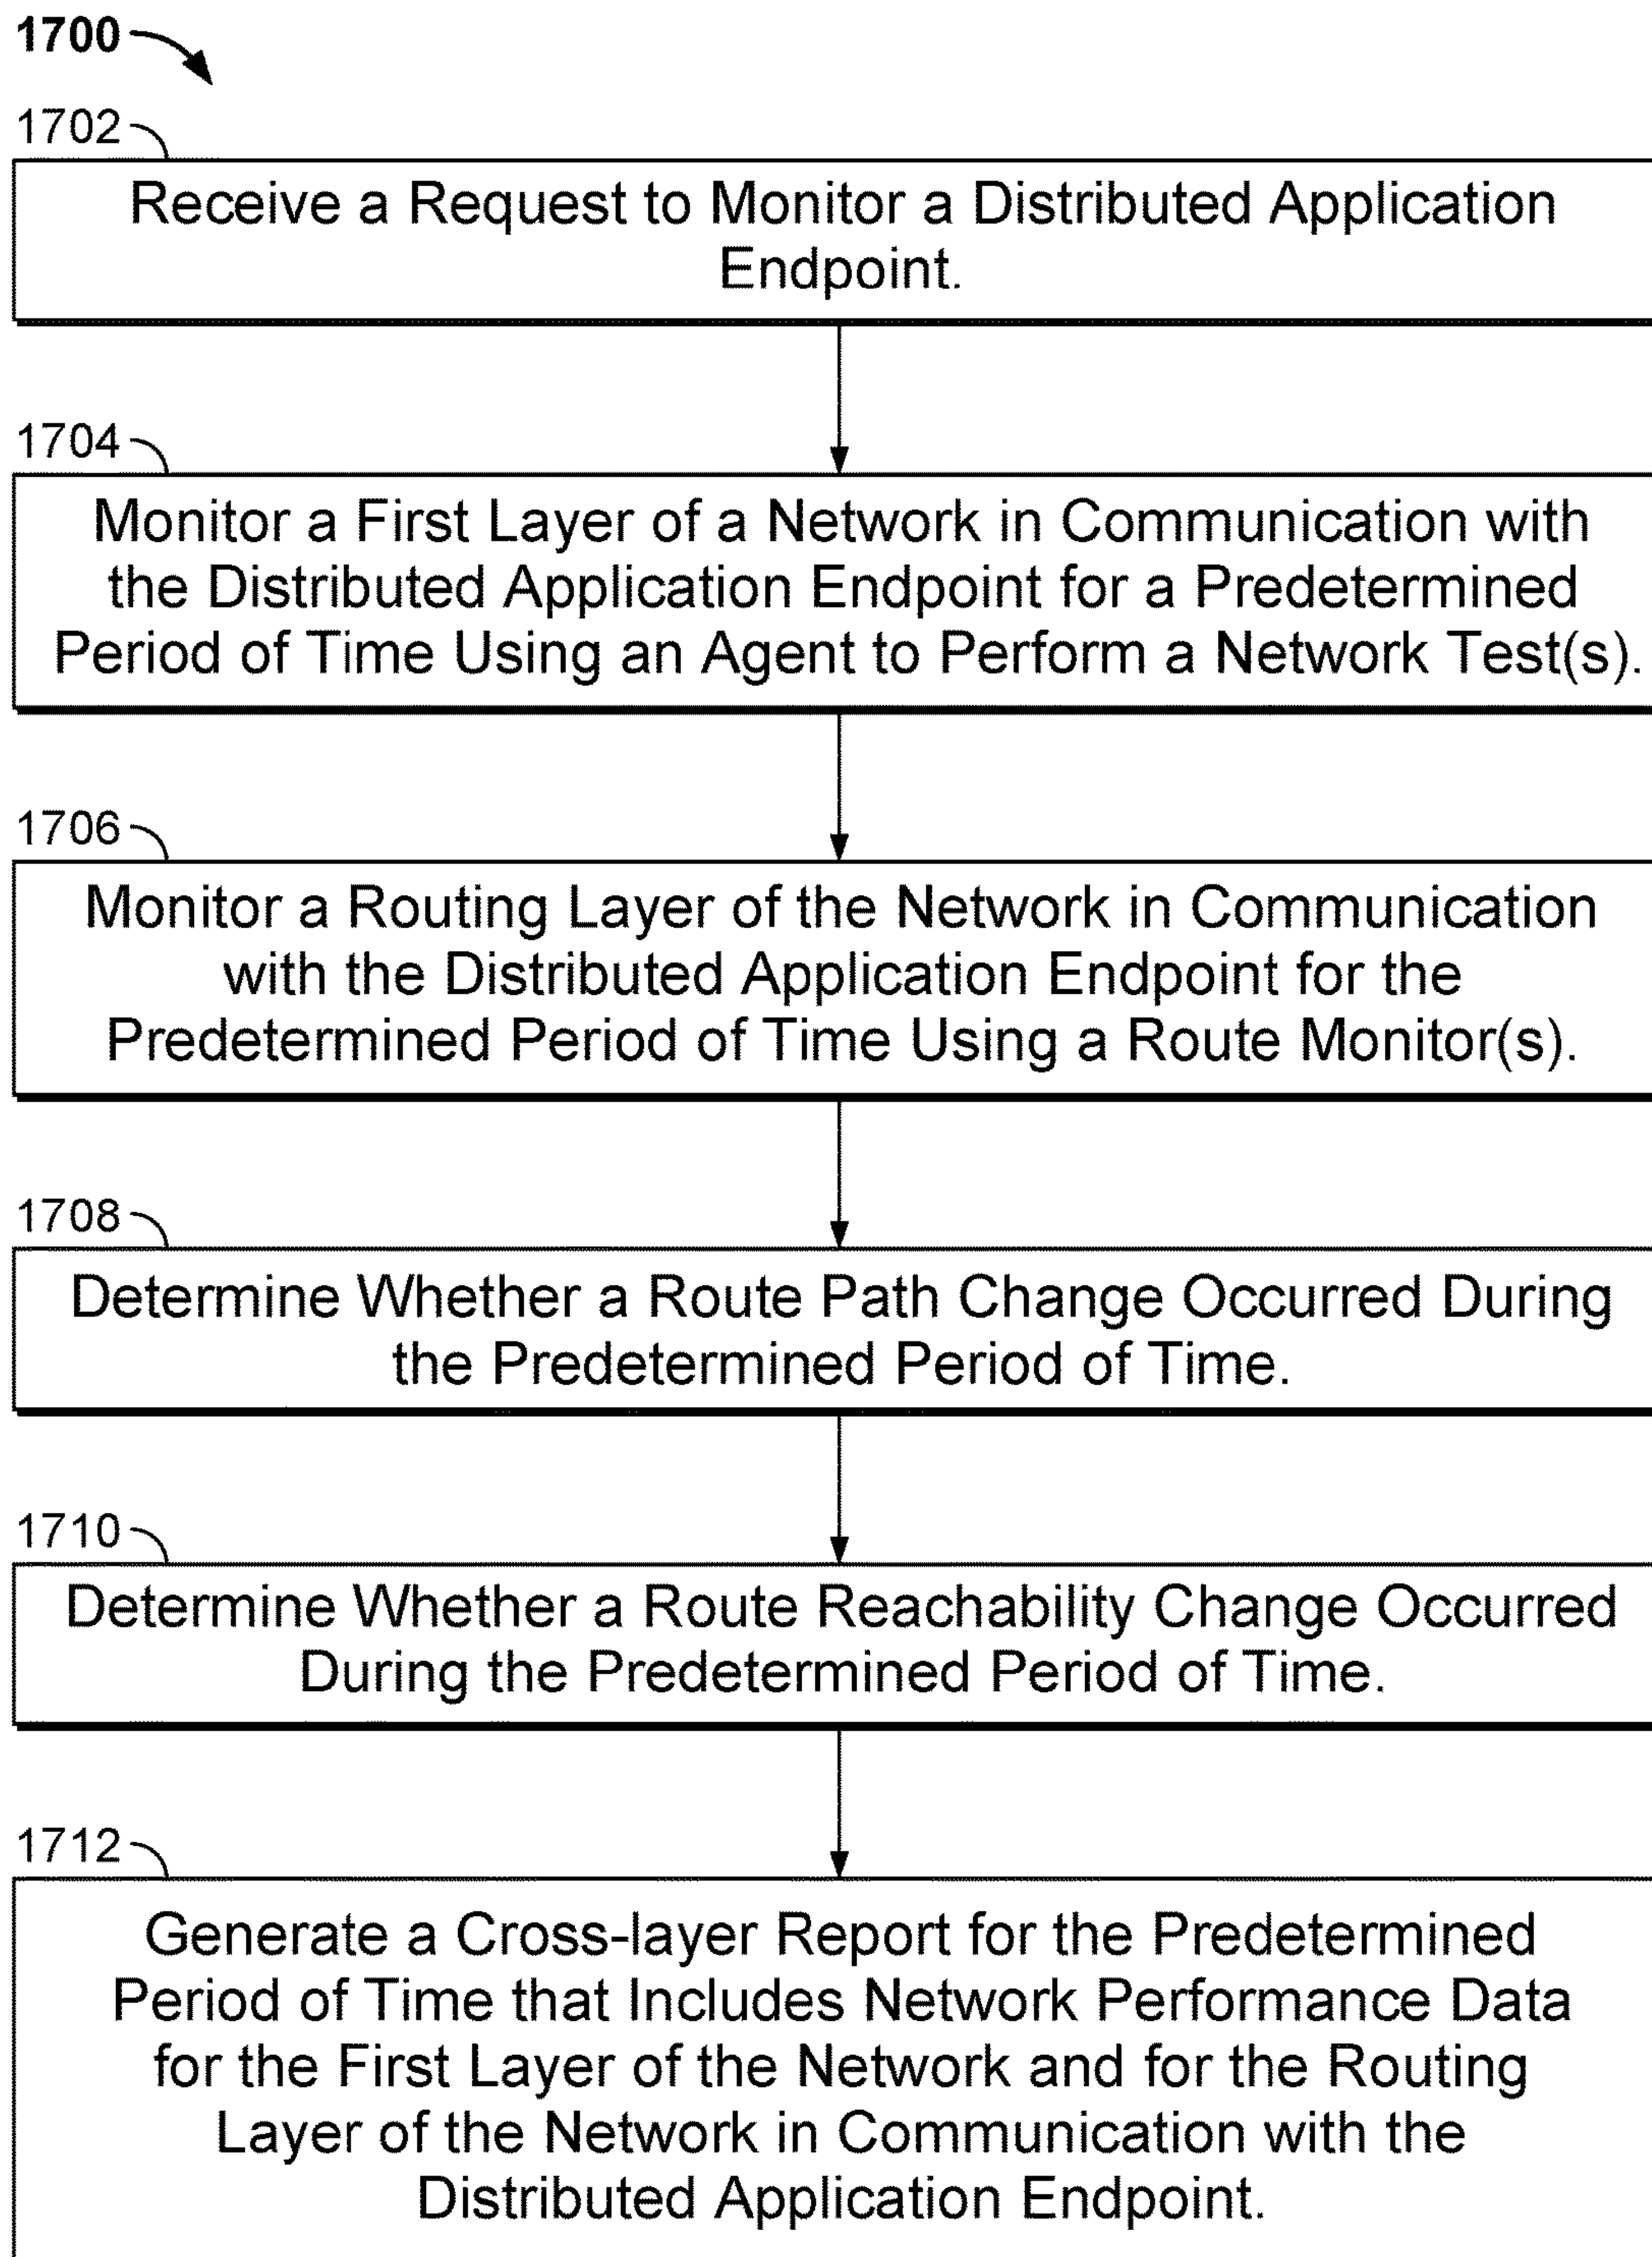 1700
1702
Receive a Request to Monitor a Distributed Application
Endpoint.
1704
Monitor a First Layer of a Network in Communication with
the Distributed Application Endpoint for a Predetermined
Period of Time Using an Agent to Perform a Network Test(s).
1706
Monitor a Routing Layer of the Network in Communication
with the Distributed Application Endpoint for the
Predetermined Period of Time Using a Route Monitor(s).
1708
Determine Whether a Route Path Change Occurred During
the Predetermined Period of Time.
1710
Determine Whether a Route Reachability Change Occurred
During the Predetermined Period of Time.
1712
Generate a Cross-layer Report for the Predetermined
Period of Time that Includes Network Performance Data
for the First Layer of the Network and for the Routing
Layer of the Network in Communication with the
Distributed Application Endpoint.